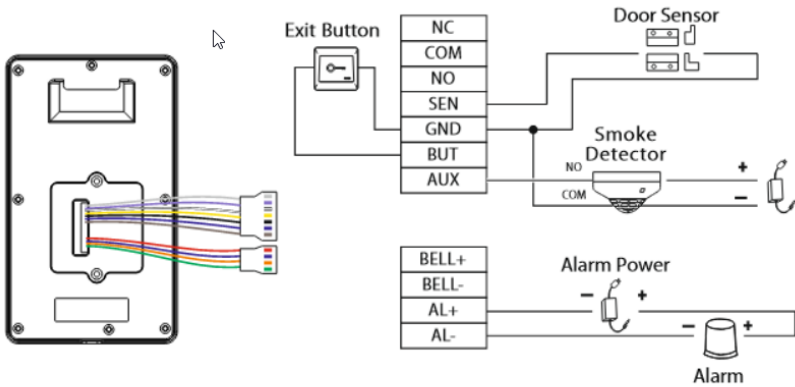 Door Sensor
Exit Button
NC
COM
NO
SEN
GND
BUT
AUX
Smoke
Detector
NO
COM
+
−
BELL+
BELL-
AL+
AL-
Alarm Power
− +
− +
Alarm